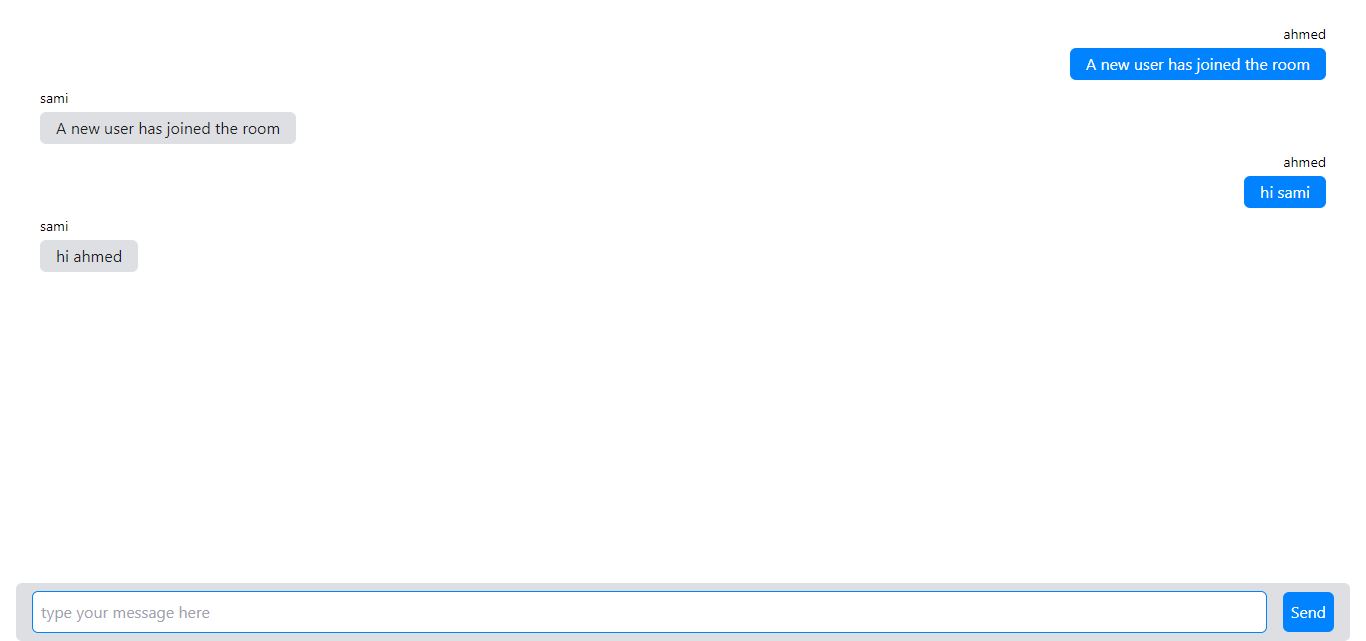 ahmed
A new user has joined the room
sami
A new user has joined the room
ahmed
hi sami
sami
hi ahmed
type your message here
Send